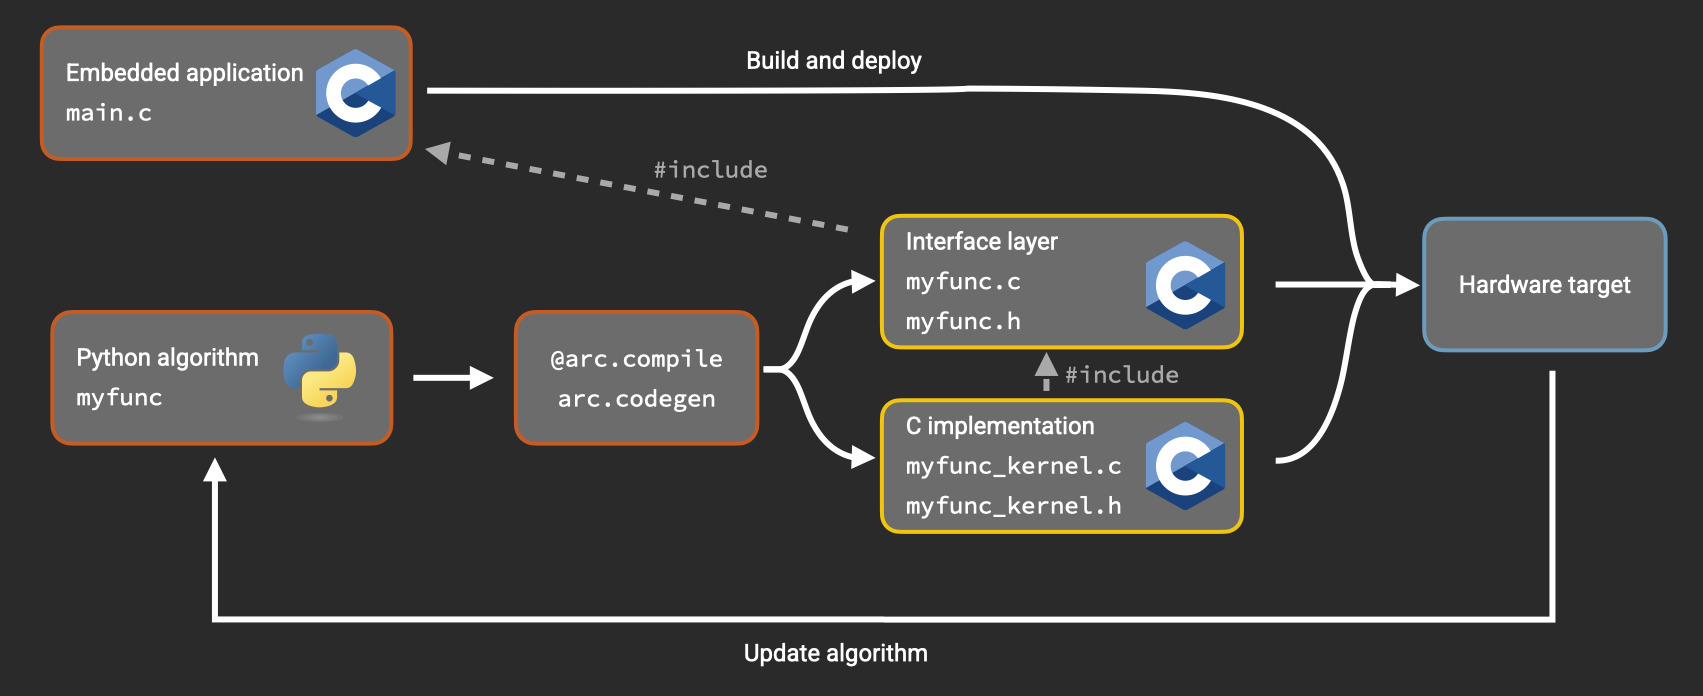 Embedded application
main.c
Build and deploy
#include
Interface layer
myfunc.c
myfunc.h
Hardware target
Python algorithm
myfunc
@arc.compile
arc.codegen
#include
C implementation
myfunc_kernel.c
myfunc_kernel.h
Update algorithm